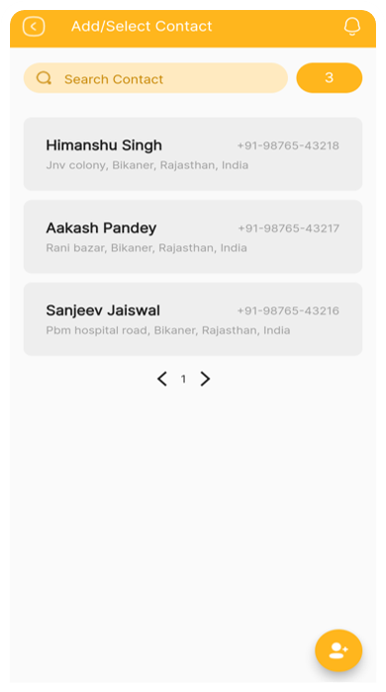 Add/Select Contact
Search Contact
3
Himanshu Singh
+91-98765-43218
Jnv colony, Bikaner, Rajasthan, India
Aakash Pandey
+91-98765-43217
Rani bazar, Bikaner, Rajasthan, India
Sanjeev Jaiswal
+91-98765-43216
Pbm hospital road, Bikaner, Rajasthan, India
1